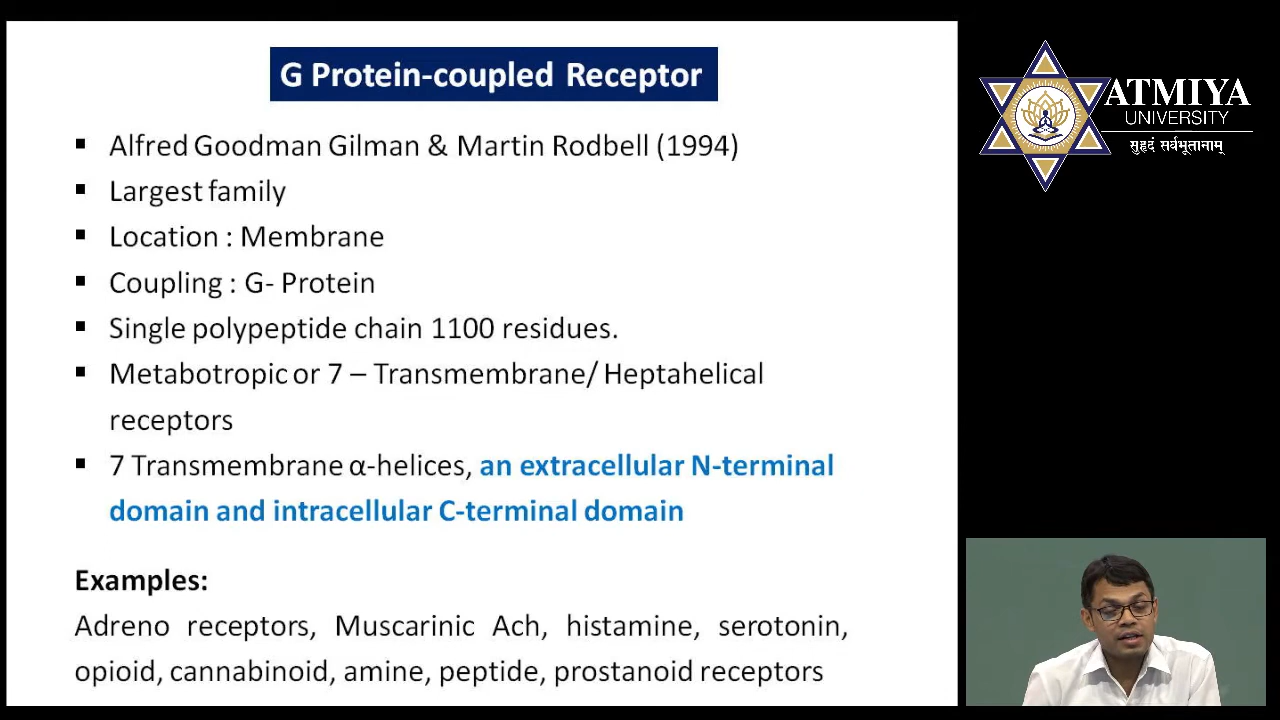 G Protein-coupled Receptor
▪ Alfred Goodman Gilman & Martin Rodbell (1994)
▪ Largest family
▪ Location : Membrane
▪ Coupling : G- Protein
▪ Single polypeptide chain 1100 residues.
▪ Metabotropic or 7 – Transmembrane/ Heptahelical
receptors
▪ 7 Transmembrane α-helices, an extracellular N-terminal
domain and intracellular C-terminal domain
Examples:
Adreno receptors, Muscarinic Ach, histamine, serotonin,
opioid, cannabinoid, amine, peptide, prostanoid receptors
ATMIYA
UNIVERSITY
सुहृदं सर्वभूतानाम्